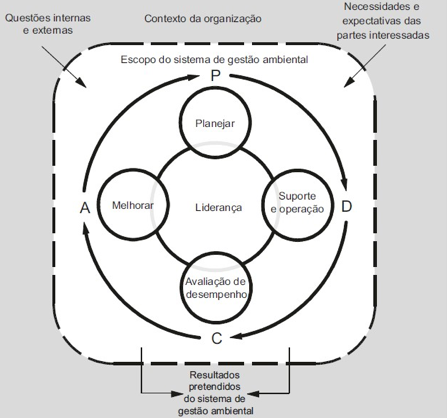 Questões internas
e externas
Contexto da organização
Necessidades e
expectativas das
partes interessadas
Escopo do sistema de gestão ambiental
P
Planejar
A
Melhorar
Liderança
Suporte
e operação
D
Avaliação de
desempenho
C
Resultados
pretendidos
do sistema de
gestão ambiental